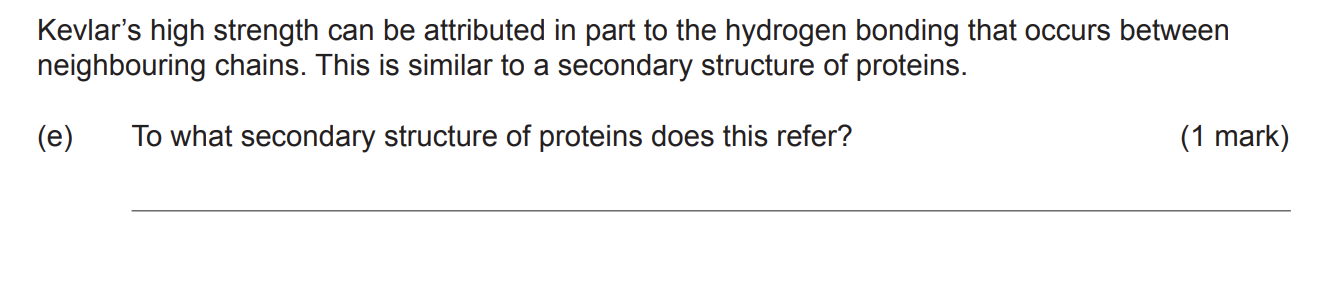 Kevlar’s high strength can be attributed in part to the hydrogen bonding that occurs between
neighbouring chains. This is similar to a secondary structure of proteins.
(e) To what secondary structure of proteins does this refer? (1 mark)